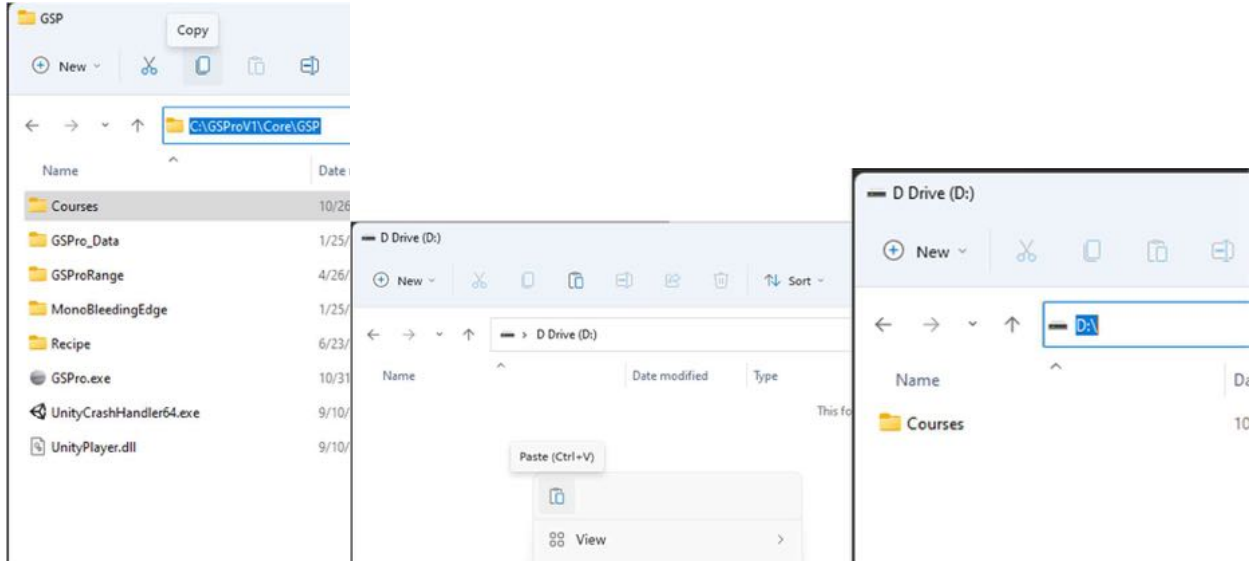 GSP
Copy
New
C:\GSProV1\Core\GSP
Name
Date
Courses
10/26
GSPro_Data
1/25/
GSProRange
4/26/
MonoBleedingEdge
1/25/
Recipe
6/23/
GSPro.exe
10/31
UnityCrashHandler64.exe
9/10/
UnityPlayer.dll
9/10/
D Drive (D:)
New
Sort
D Drive (D:)
Name
Date modified
Type
This fo
Paste (Ctrl+V)
View
D Drive (D:)
New
D:\
Name
Da
Courses
10